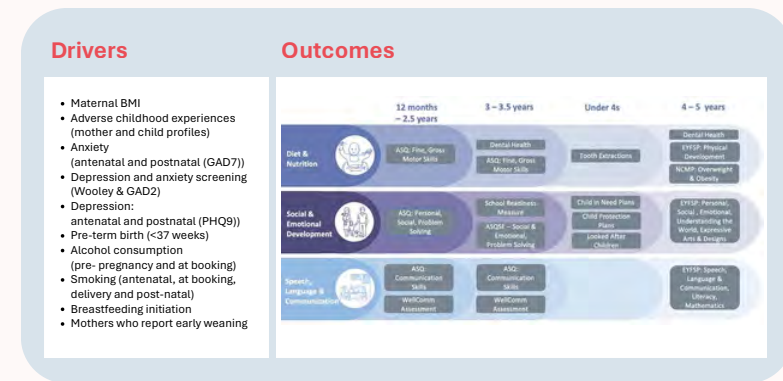 Drivers
Outcomes
• Maternal BMI
• Adverse childhood experiences
(mother and child profiles)
• Anxiety
(antenatal and postnatal (GAD7))
• Depression and anxiety screening
(Wooley & GAD2)
• Depression:
antenatal and postnatal (PHQ9))
• Pre-term birth (<37 weeks)
• Alcohol consumption
(pre- pregnancy and at booking)
• Smoking (antenatal, at booking,
delivery and post-natal)
• Breastfeeding initiation
• Mothers who report early weaning
12 months
– 2.5 years
3 – 3.5 years
Under 4s
4 – 5 years
Diet &
Nutrition
ASQ: Fine, Gross
Motor Skills
Dental Health
ASQ: Fine, Gross
Motor Skills
Tooth Extractions
Dental Health
EYFSP: Physical
Development
NCMP: Overweight
& Obesity
Social &
Emotional
Development
ASQ: Personal,
Social, Problem
Solving
School Readiness
Measure
ASQSE – Social &
Emotional,
Problem Solving
Child in Need Plans
Child Protection
Plans
Looked After
Children
EYFSP: Personal,
Social, Emotional,
Understanding the
World, Expressive
Arts & Designs
Speech,
Language &
Communication
ASQ:
Communication
Skills
WellComm
Assessment
ASQ:
Communication
Skills
WellComm
Assessment
EYFSP: Speech,
Language &
Communication,
Literacy,
Mathematics